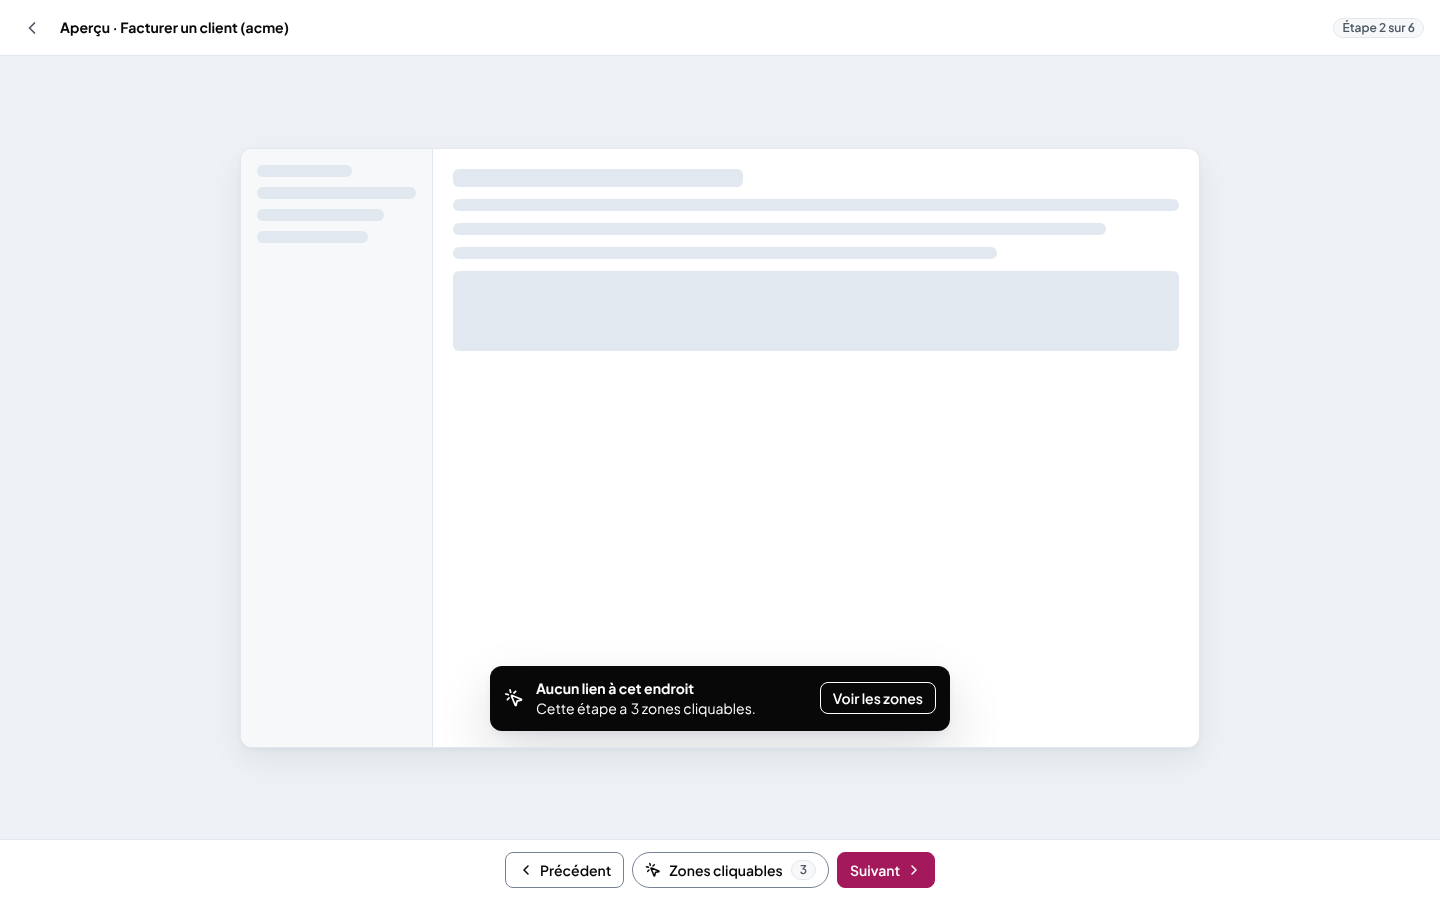 Aperçu · Facturer un client (acme)
Étape 2 sur 6
Aucun lien à cet endroit
Cette étape a 3 zones cliquables.
Voir les zones
Précédent
Zones cliquables 3
Suivant